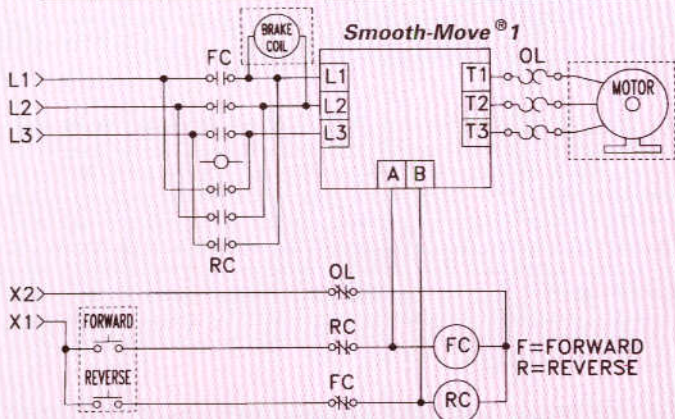 BRAKE
COIL
Smooth-Move® 1
FC
OL
L1
L2
L3
L1
L2
L3
T1
T2
T3
MOTOR
A B
RC
OL
X2
X1
FORWARD
RC
FC
F=FORWARD
R=REVERSE
REVERSE
FC
RC